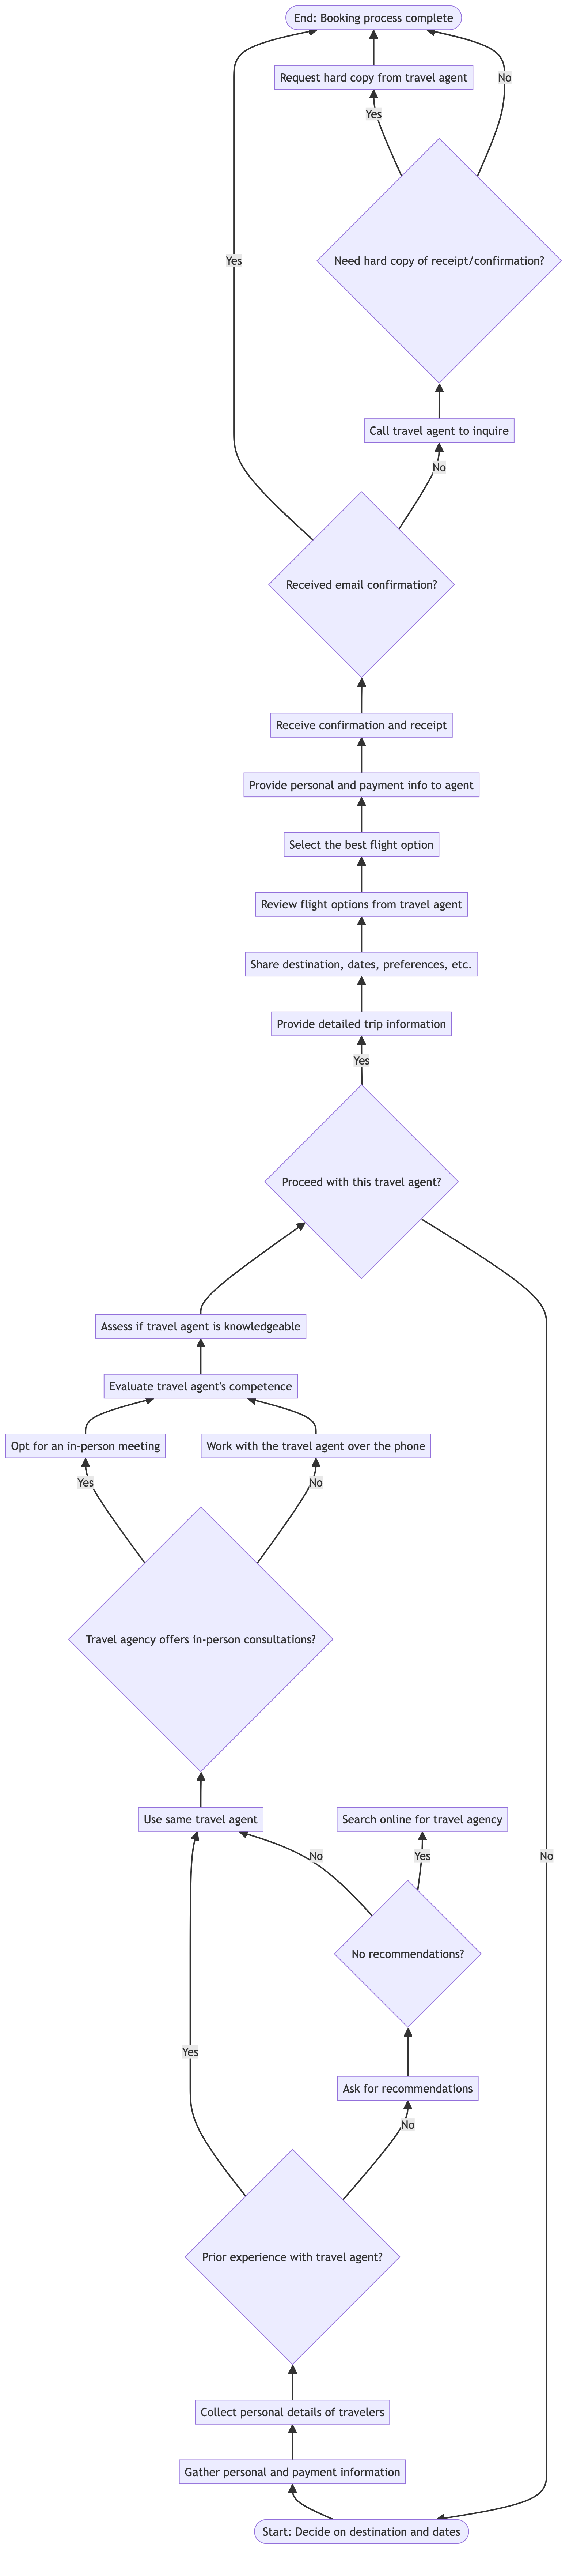 End: Booking process complete
Request hard copy from travel agent
No
Yes
Yes
Need hard copy of receipt/confirmation?
Call travel agent to inquire
No
Received email confirmation?
Receive confirmation and receipt
Provide personal and payment info to agent
Select the best flight option
Review flight options from travel agent
Share destination, dates, preferences, etc.
Provide detailed trip information
Yes
Proceed with this travel agent?
Assess if travel agent is knowledgeable
Evaluate travel agent's competence
Opt for an in-person meeting
Work with the travel agent over the phone
Yes
No
Travel agency offers in-person consultations?
Use same travel agent
Search online for travel agency
No
Yes
No
No recommendations?
Yes
Ask for recommendations
No
Prior experience with travel agent?
Collect personal details of travelers
Gather personal and payment information
Start: Decide on destination and dates